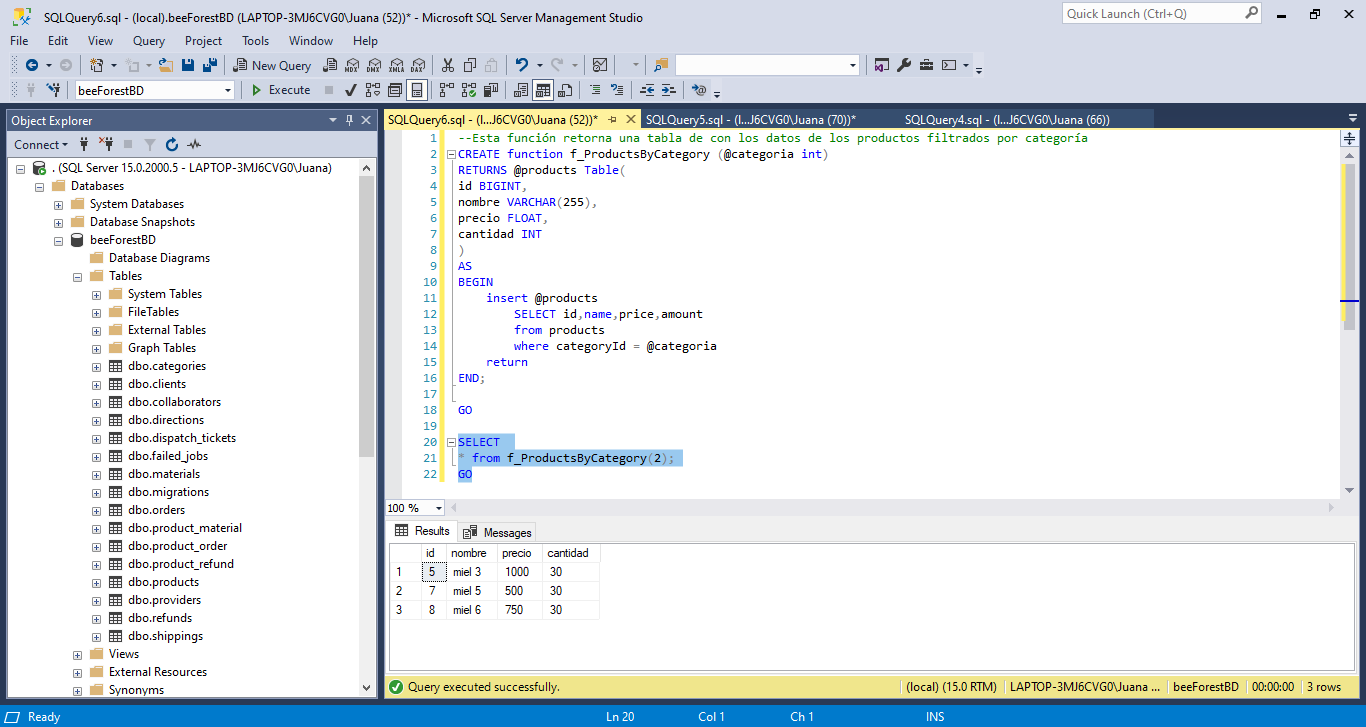 SQLQuery6.sql - (local).beeForestBD (LAPTOP-3MJ6CVG0\Juana (52))* - Microsoft SQL Server Management Studio
Quick Launch (Ctrl+Q)
File Edit View Query Project Tools Window Help
New Query MDX DMX XMLA DAX
beeForestBD Execute
Object Explorer
Connect
. (SQL Server 15.0.2000.5 - LAPTOP-3MJ6CVG0\Juana)
Databases
System Databases
Database Snapshots
beeForestBD
Database Diagrams
Tables
System Tables
FileTables
External Tables
Graph Tables
dbo.categories
dbo.clients
dbo.collaborators
dbo.directions
dbo.dispatch_tickets
dbo.failed_jobs
dbo.materials
dbo.migrations
dbo.orders
dbo.product_material
dbo.product_order
dbo.product_refund
dbo.products
dbo.providers
dbo.refunds
dbo.shippings
Views
External Resources
Synonyms
SQLQuery6.sql - (l...J6CVG0\Juana (52))* SQLQuery5.sql - (l...J6CVG0\Juana (70))* SQLQuery4.sql - (l...J6CVG0\Juana (66))
1 --Esta función retorna una tabla de con los datos de los productos filtrados por categoría
2 CREATE function f_ProductsByCategory (@categoria int)
3 RETURNS @products Table(
4 id BIGINT,
5 nombre VARCHAR(255),
6 precio FLOAT,
7 cantidad INT
8 )
9 AS
10 BEGIN
11 insert @products
12 SELECT id,name,price,amount
13 from products
14 where categoryId = @categoria
15 return
16 END;
17
18 GO
19
20 SELECT
21 * from f_ProductsByCategory(2);
22 GO
100 %
Results Messages
id nombre precio cantidad
1 5 miel 3 1000 30
2 7 miel 5 500 30
3 8 miel 6 750 30
Query executed successfully. (local) (15.0 RTM) LAPTOP-3MJ6CVG0\Juana ... beeForestBD 00:00:00 3 rows
Ready Ln 20 Col 1 Ch 1 INS